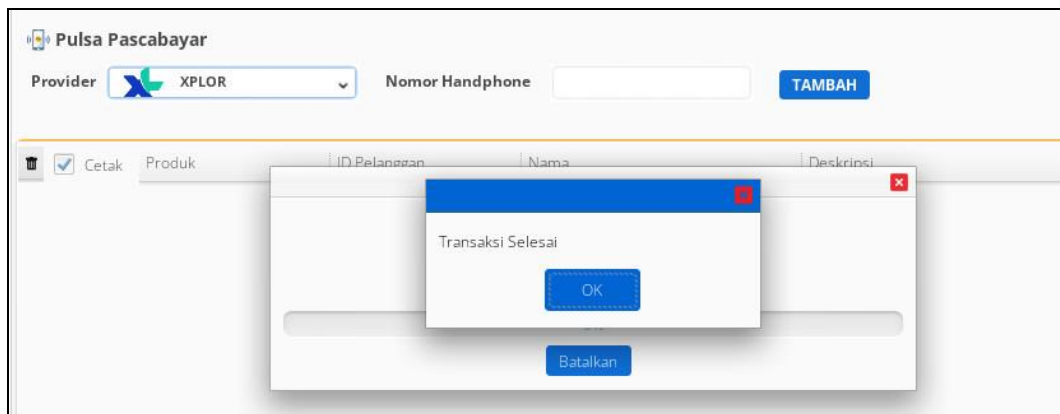 Pulsa Pascabayar
Provider XPLOR Nomor Handphone TAMBAH
Cetak Produk ID Pelanggan Nama Deskripsi
Transaksi Selesai
OK
Batalkan